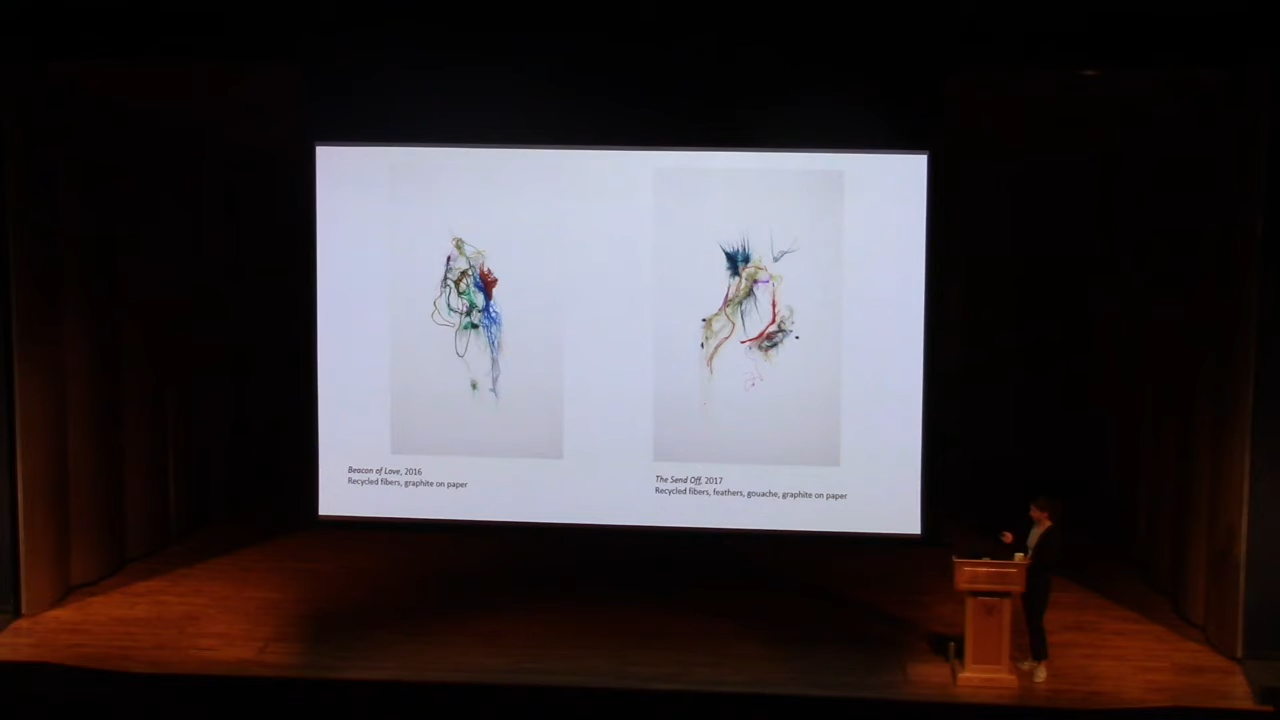 Beacon of Love, 2016
Recycled fibers, graphite on paper
The Send Off, 2017
Recycled fibers, feathers, gouache, graphite on paper